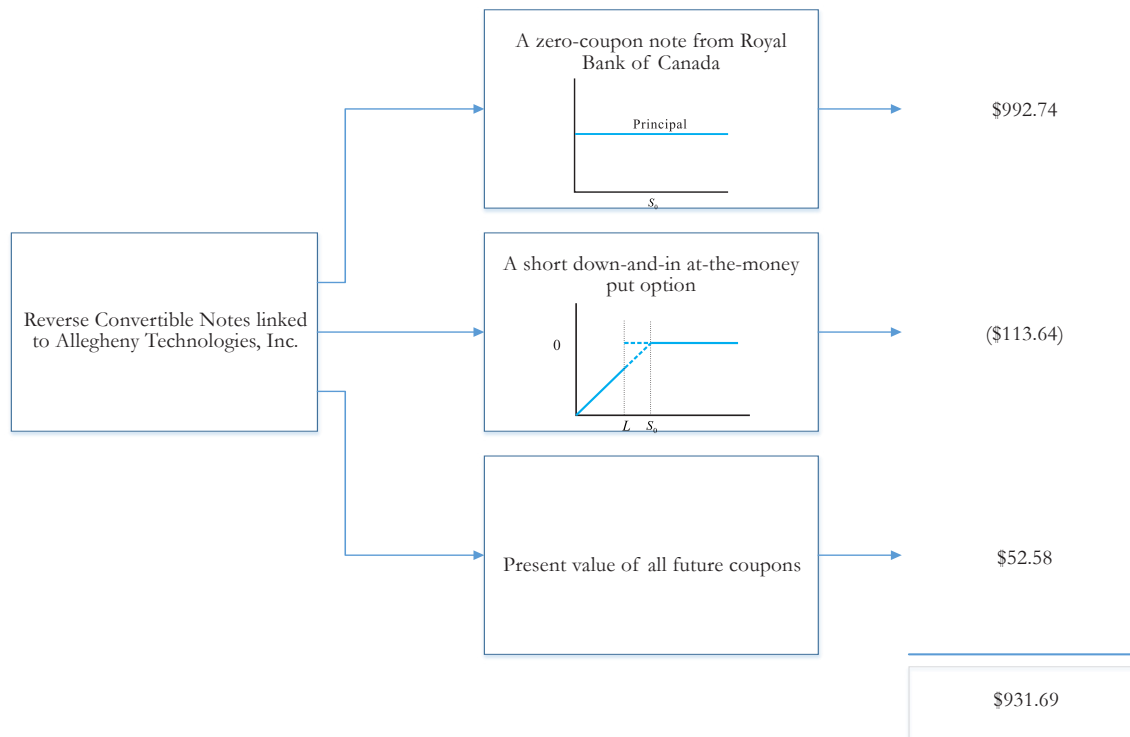 A zero-coupon note from Royal
Bank of Canada
Principal
S₀
$992.74
Reverse Convertible Notes linked
to Allegheny Technologies, Inc.
A short down-and-in at-the-money
put option
0
L S₀
($113.64)
Present value of all future coupons
$52.58
$931.69